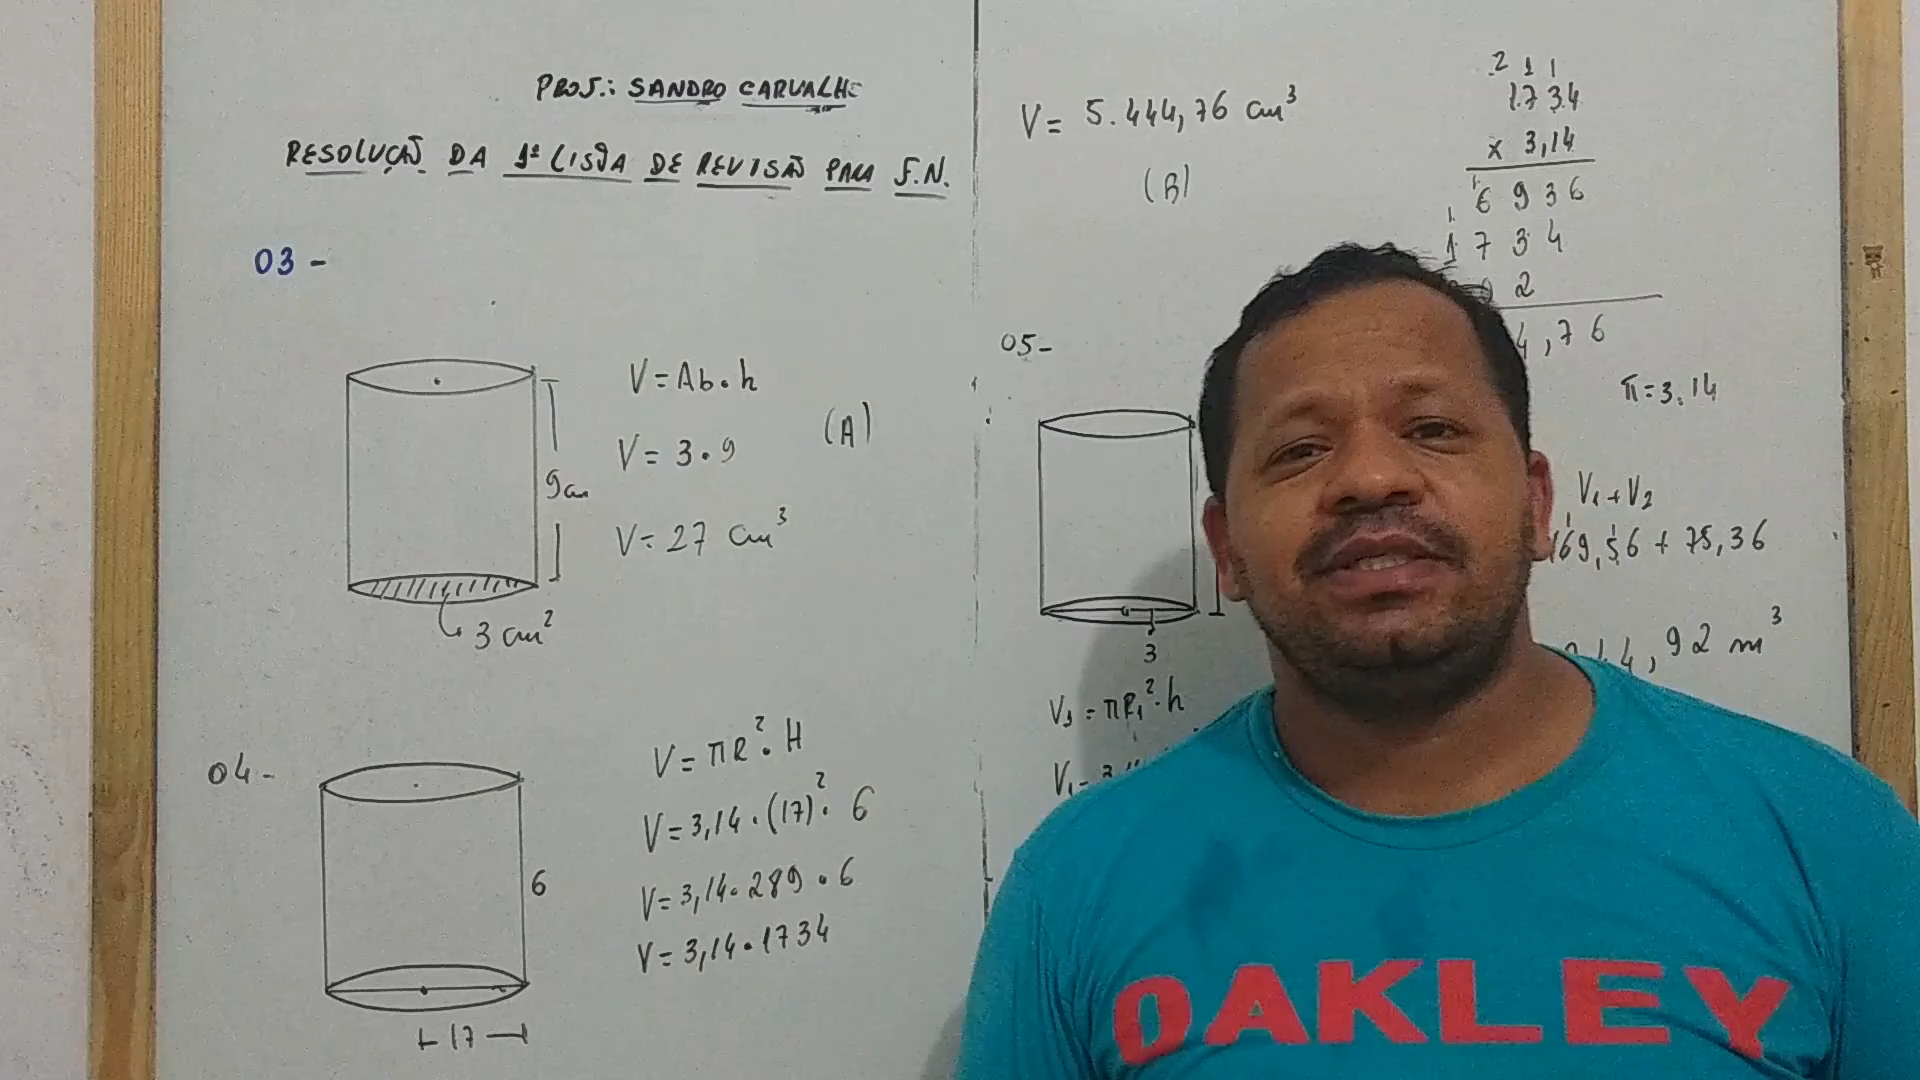 PROF.: SANDRO CARVALHO
RESOLUÇÃO DA 1ª LISTA DE REVISÃO PARA F.N.
03 -
V = Ab . h
V = 3 . 9
(A)
V = 27 cm³
9cm
3 cm²
04 -
6
17
V = πR² . H
V = 3,14 . (17)² . 6
V = 3,14 . 289 . 6
V = 3,14 . 1734
V = 5.444,76 cm³
(B)
2 1 1
1734
x 3,14
6936
1734
2
4,76
π = 3.14
05 -
3
V₁ = πR₁² . h
V₁ = 3
V₁ + V₂
169,56 + 75,36
4,92 m³
OAKLEY